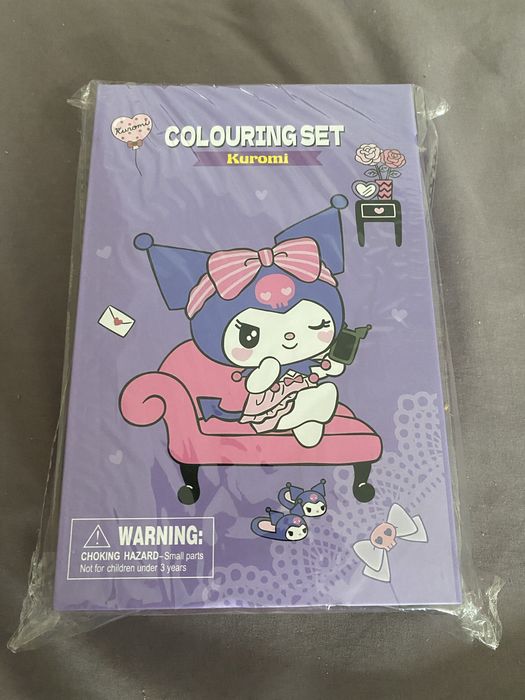 Kuromi
COLOURING SET
Kuromi
WARNING:
CHOKING HAZARD–Small parts
Not for children under 3 years